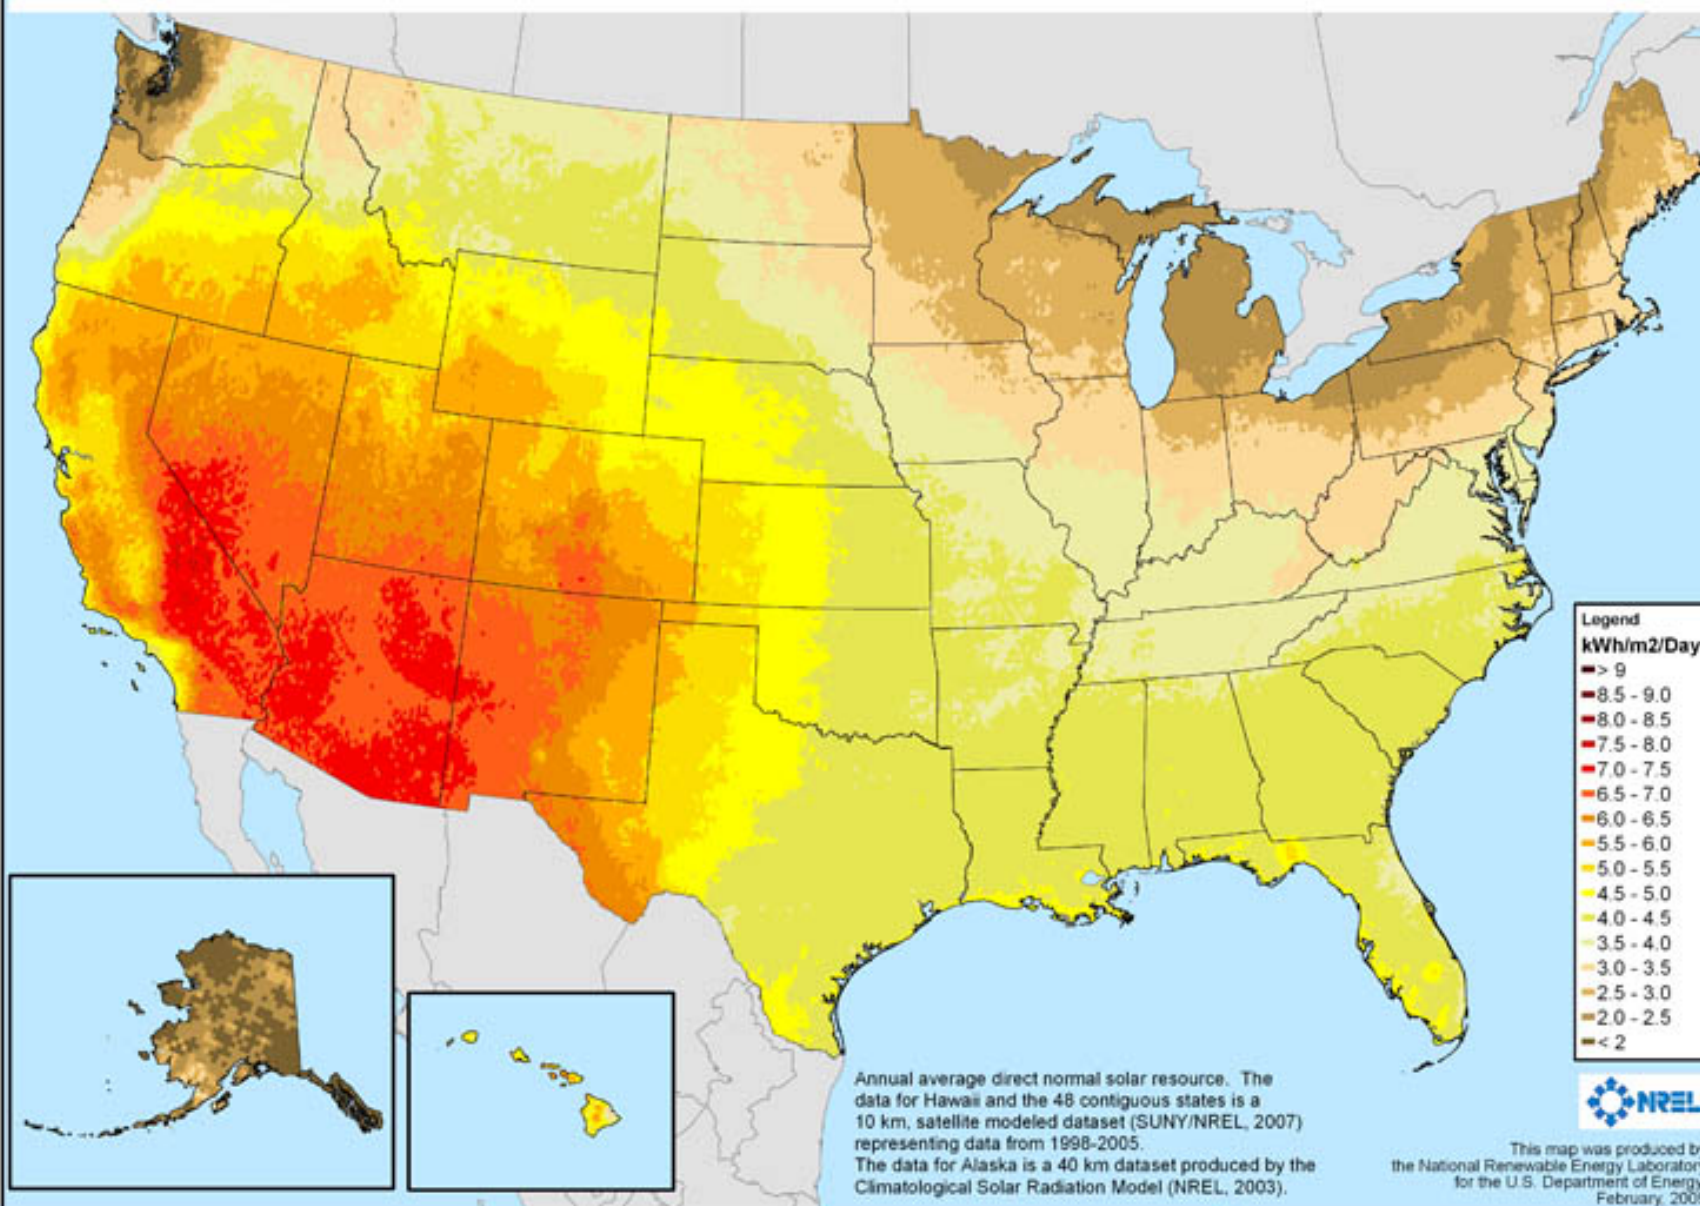 Legend
kWh/m2/Day
> 9
8.5 - 9.0
8.0 - 8.5
7.5 - 8.0
7.0 - 7.5
6.5 - 7.0
6.0 - 6.5
5.5 - 6.0
5.0 - 5.5
4.5 - 5.0
4.0 - 4.5
3.5 - 4.0
3.0 - 3.5
2.5 - 3.0
2.0 - 2.5
< 2
Annual average direct normal solar resource. The
data for Hawaii and the 48 contiguous states is a
10 km, satellite modeled dataset (SUNY/NREL, 2007)
representing data from 1998-2005.
The data for Alaska is a 40 km dataset produced by the
Climatological Solar Radiation Model (NREL, 2003).
NREL
This map was produced by
the National Renewable Energy Laboratory
for the U.S. Department of Energy
February, 200